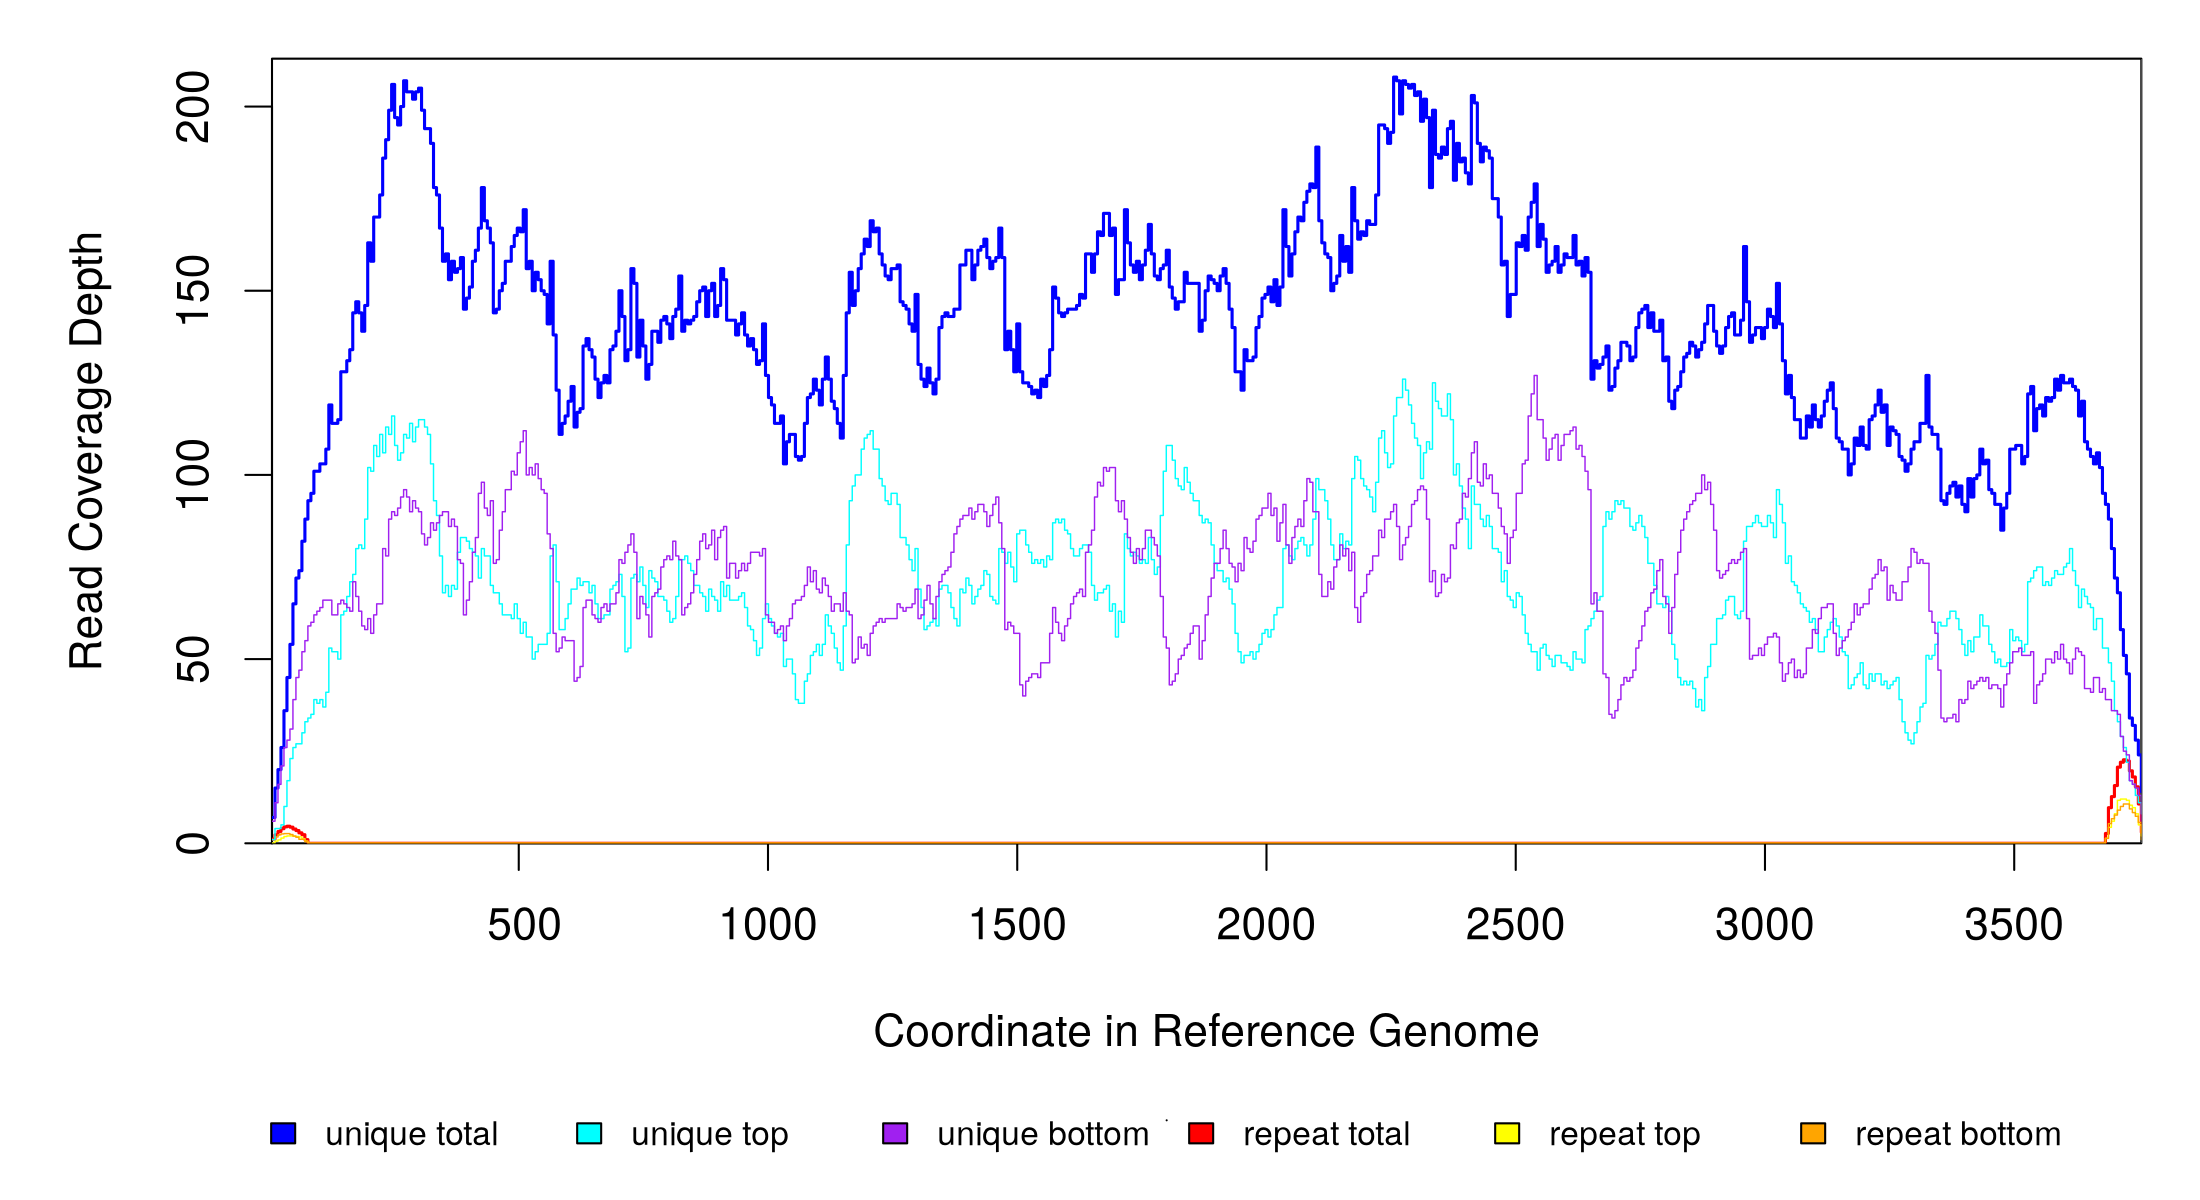 Read Coverage Depth
200
150
100
50
0
500 1000 1500 2000 2500 3000 3500
Coordinate in Reference Genome
unique total unique top unique bottom repeat total repeat top repeat bottom